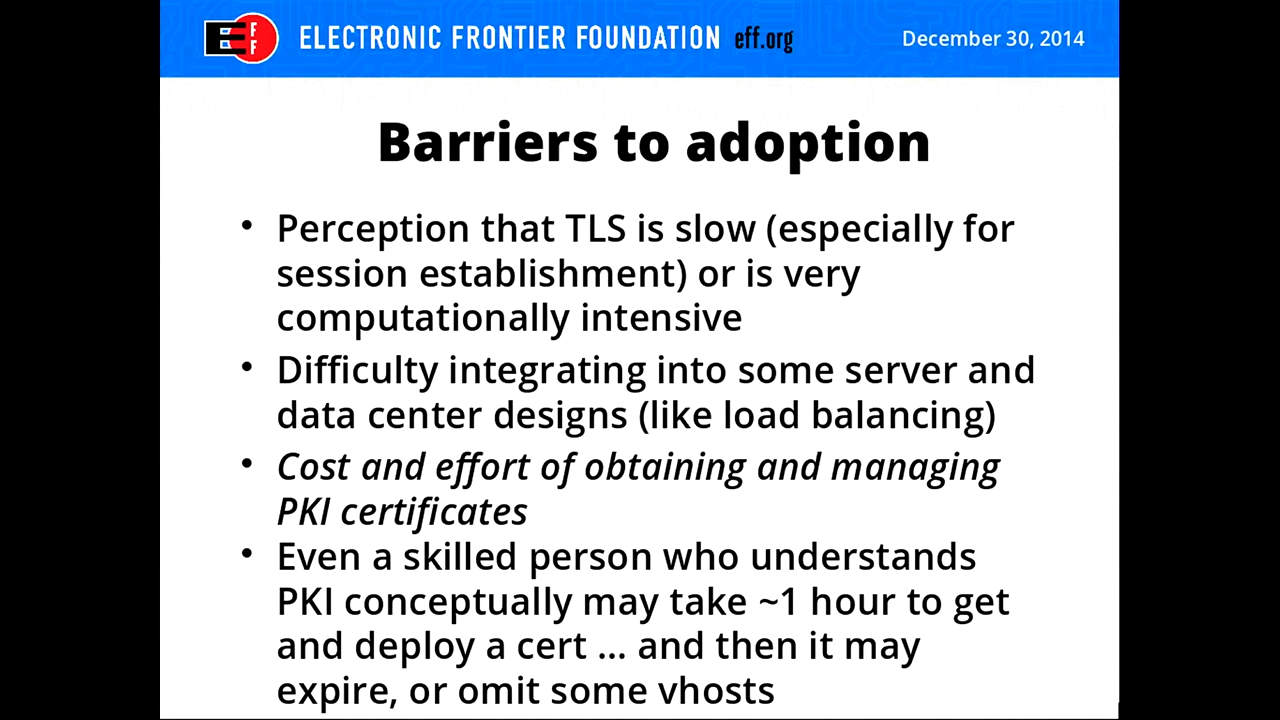 EFF ELECTRONIC FRONTIER FOUNDATION eff.org December 30, 2014
Barriers to adoption
• Perception that TLS is slow (especially for
session establishment) or is very
computationally intensive
• Difficulty integrating into some server and
data center designs (like load balancing)
• Cost and effort of obtaining and managing
PKI certificates
• Even a skilled person who understands
PKI conceptually may take ~1 hour to get
and deploy a cert ... and then it may
expire, or omit some vhosts